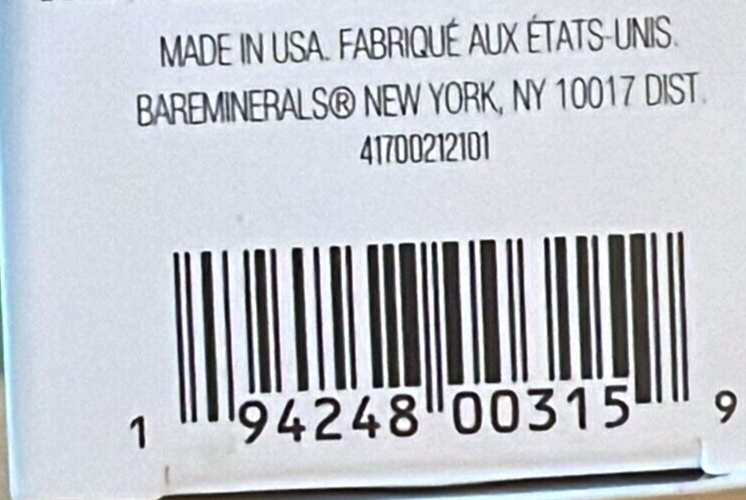 MADE IN USA. FABRIQUÉ AUX ÉTATS-UNIS.
BAREMINERALS® NEW YORK, NY 10017 DIST.
41700212101
1 94248 00315 9